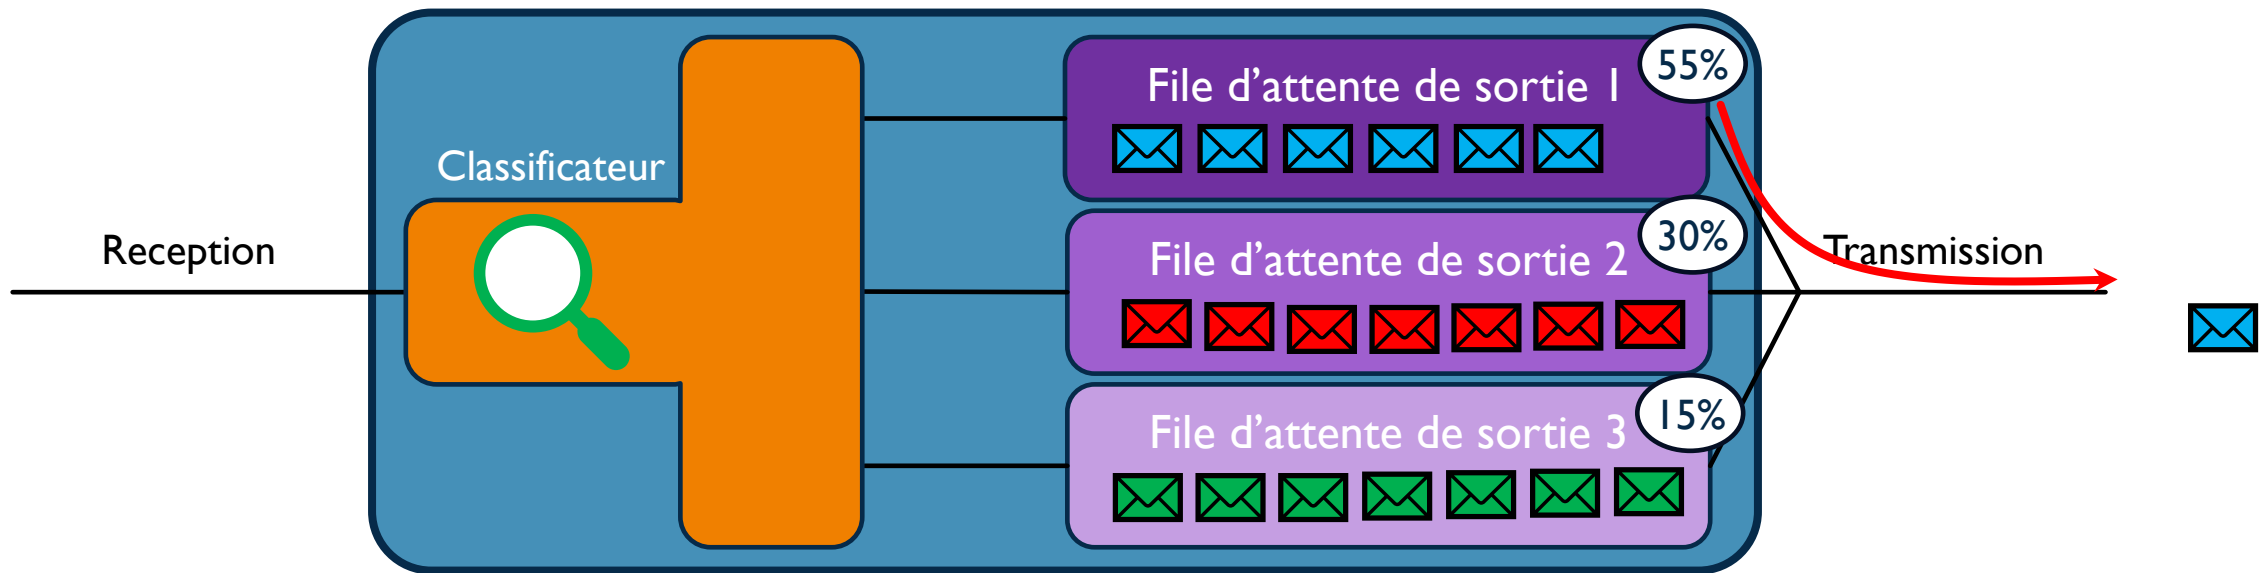 Reception
Classificateur
File d’attente de sortie 1
55%
File d’attente de sortie 2
30%
File d’attente de sortie 3
15%
Transmission